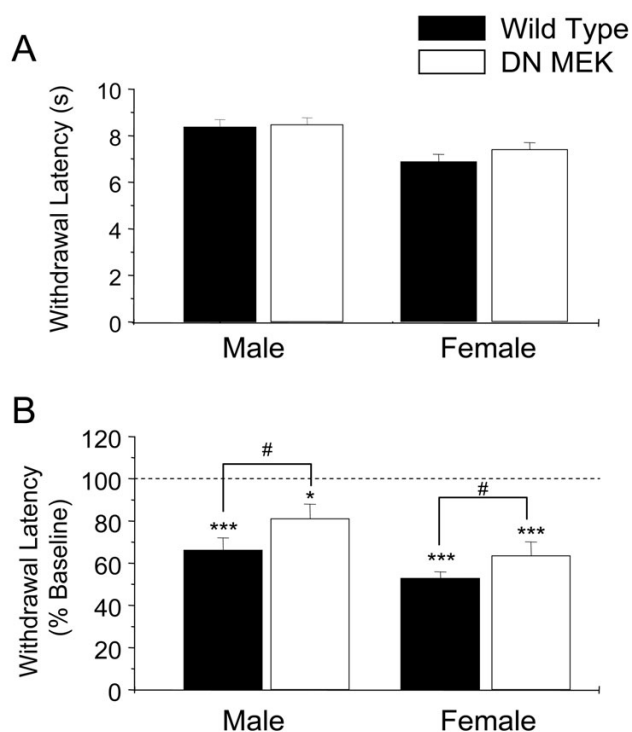 Wild Type
DN MEK
A
Withdrawal Latency (s)
10
8
6
4
2
0
Male Female
B
Withdrawal Latency
(% Baseline)
120
100
80
60
40
20
0
#
*
***
#
***
***
Male Female